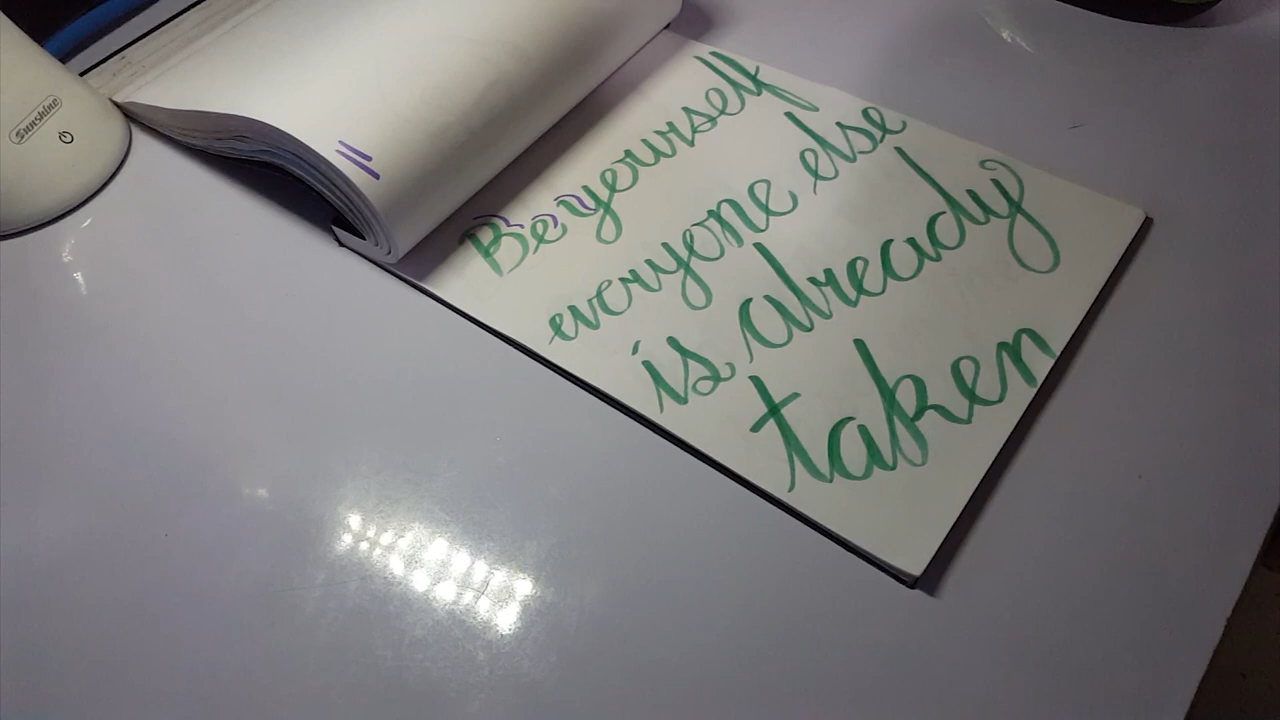 Sunshine
Be yourself
everyone else
is already
taken